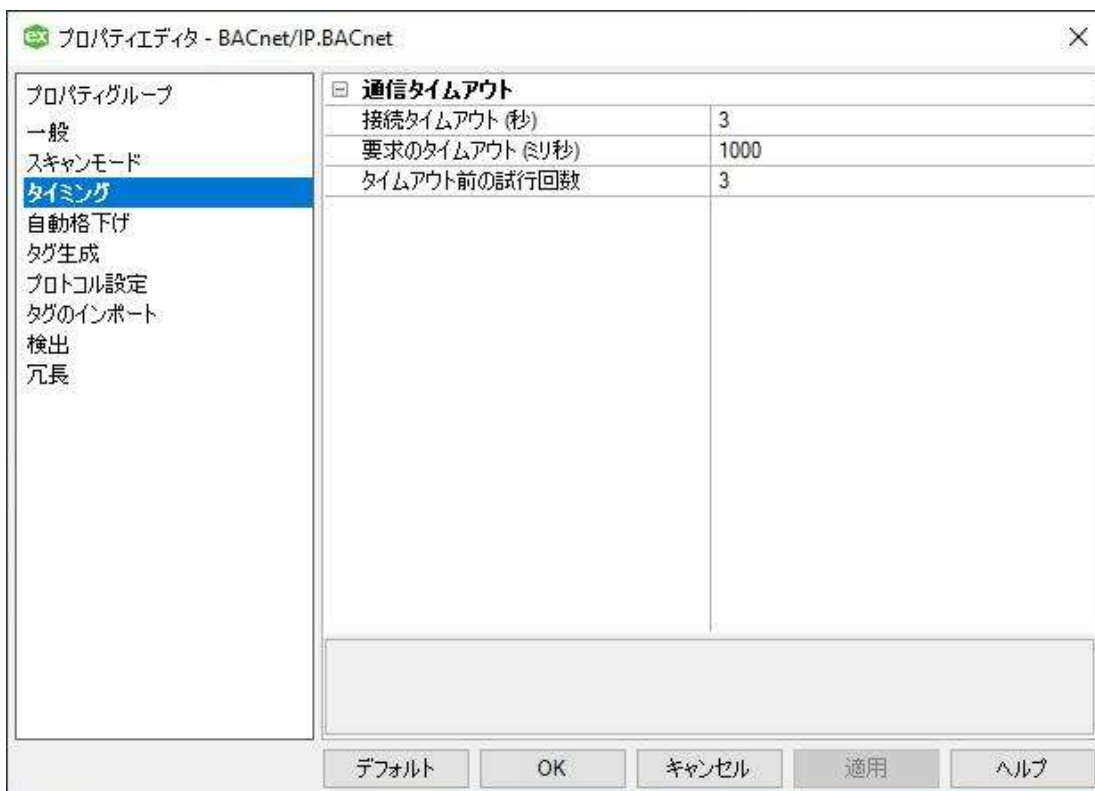 ex プロパティエディタ - BACnet/IP.BACnet
プロパティグループ
一般
スキャンモード
タイミング
自動格下げ
タグ生成
プロトコル設定
タグのインポート
検出
冗長
通信タイムアウト
接続タイムアウト (秒) 3
要求のタイムアウト (ミリ秒) 1000
タイムアウト前の試行回数 3
デフォルト OK キャンセル 適用 ヘルプ